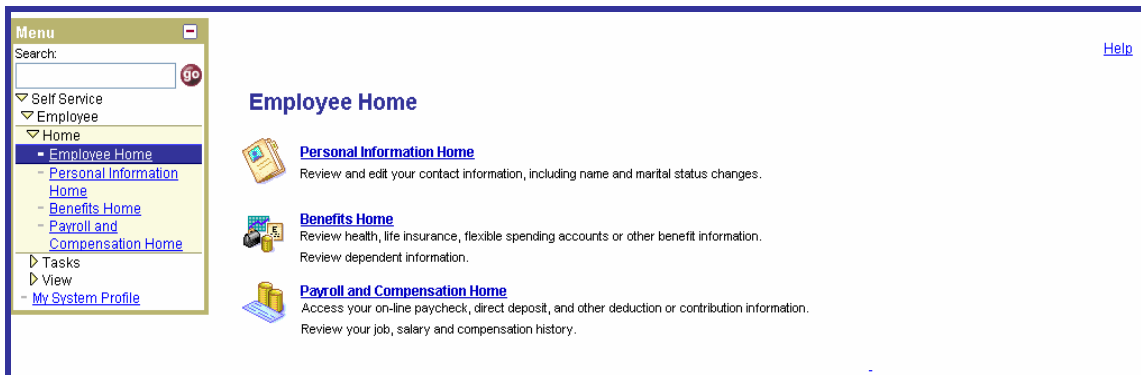 Menu
Search:
go
Self Service
Employee
Home
Employee Home
Personal Information
Home
Benefits Home
Payroll and
Compensation Home
Tasks
View
My System Profile
Help
Employee Home
Personal Information Home
Review and edit your contact information, including name and marital status changes.
Benefits Home
Review health, life insurance, flexible spending accounts or other benefit information.
Review dependent information.
Payroll and Compensation Home
Access your on-line paycheck, direct deposit, and other deduction or contribution information.
Review your job, salary and compensation history.